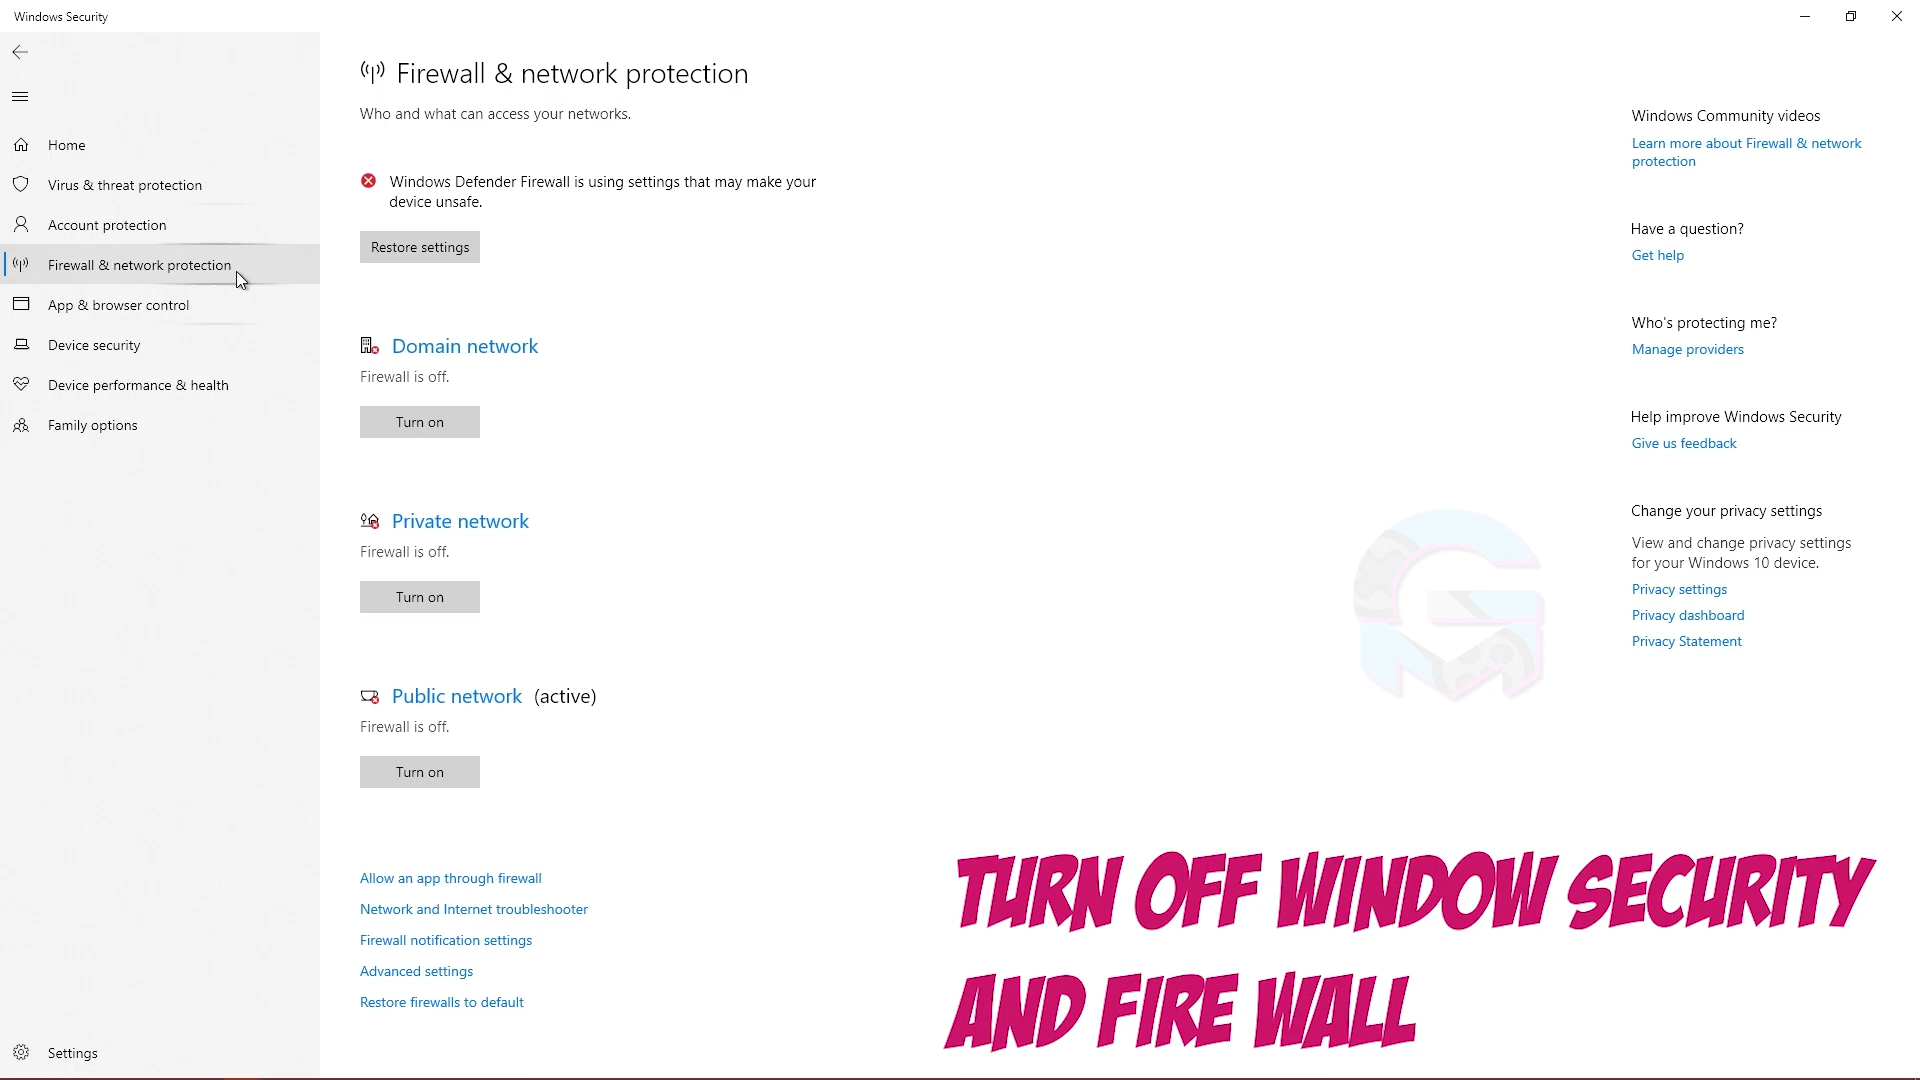 Windows Security
Home
Virus & threat protection
Account protection
Firewall & network protection
App & browser control
Device security
Device performance & health
Family options
Settings
Firewall & network protection
Who and what can access your networks.
Windows Defender Firewall is using settings that may make your
device unsafe.
Restore settings
Domain network
Firewall is off.
Turn on
Private network
Firewall is off.
Turn on
Public network (active)
Firewall is off.
Turn on
Allow an app through firewall
Network and Internet troubleshooter
Firewall notification settings
Advanced settings
Restore firewalls to default
Windows Community videos
Learn more about Firewall & network
protection
Have a question?
Get help
Who's protecting me?
Manage providers
Help improve Windows Security
Give us feedback
Change your privacy settings
View and change privacy settings
for your Windows 10 device.
Privacy settings
Privacy dashboard
Privacy Statement
TURN OFF WINDOW SECURITY
AND FIRE WALL